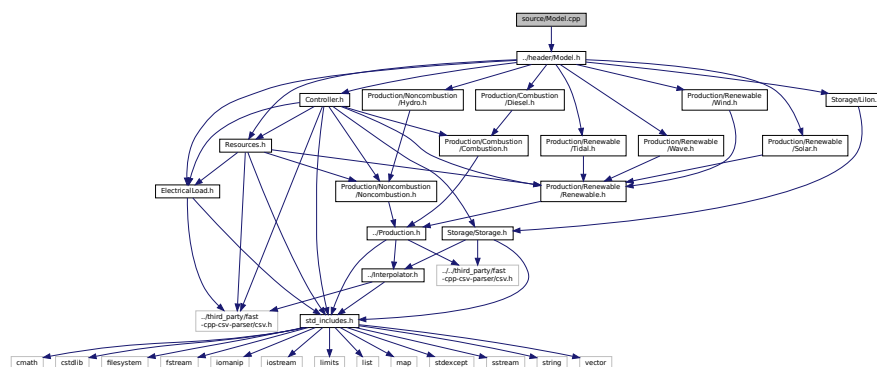 source/Model.cpp
../header/Model.h
Controller.h
Production/Noncombustion
/Hydro.h
Production/Combustion
/Diesel.h
Production/Renewable
/Wind.h
Storage/LiIon.
Resources.h
Production/Combustion
/Combustion.h
Production/Renewable
/Tidal.h
Production/Renewable
/Wave.h
Production/Renewable
/Solar.h
ElectricalLoad.h
Production/Noncombustion
/Noncombustion.h
Production/Renewable
/Renewable.h
../Production.h
Storage/Storage.h
../Interpolator.h
../../third_party/fast
-cpp-csv-parser/csv.h
../third_party/fast
-cpp-csv-parser/csv.h
std_includes.h
cmath
cstdlib
filesystem
fstream
iomanip
iostream
limits
list
map
stdexcept
sstream
string
vector